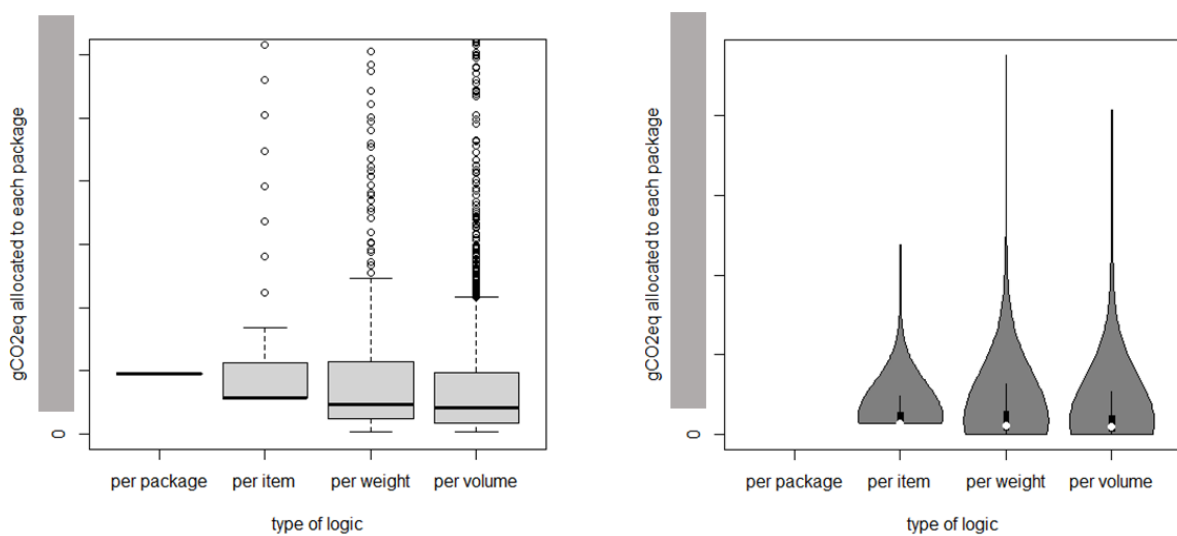 gCO2eq allocated to each package
0
per package per item per weight per volume
type of logic
gCO2eq allocated to each package
0
per package per item per weight per volume
type of logic